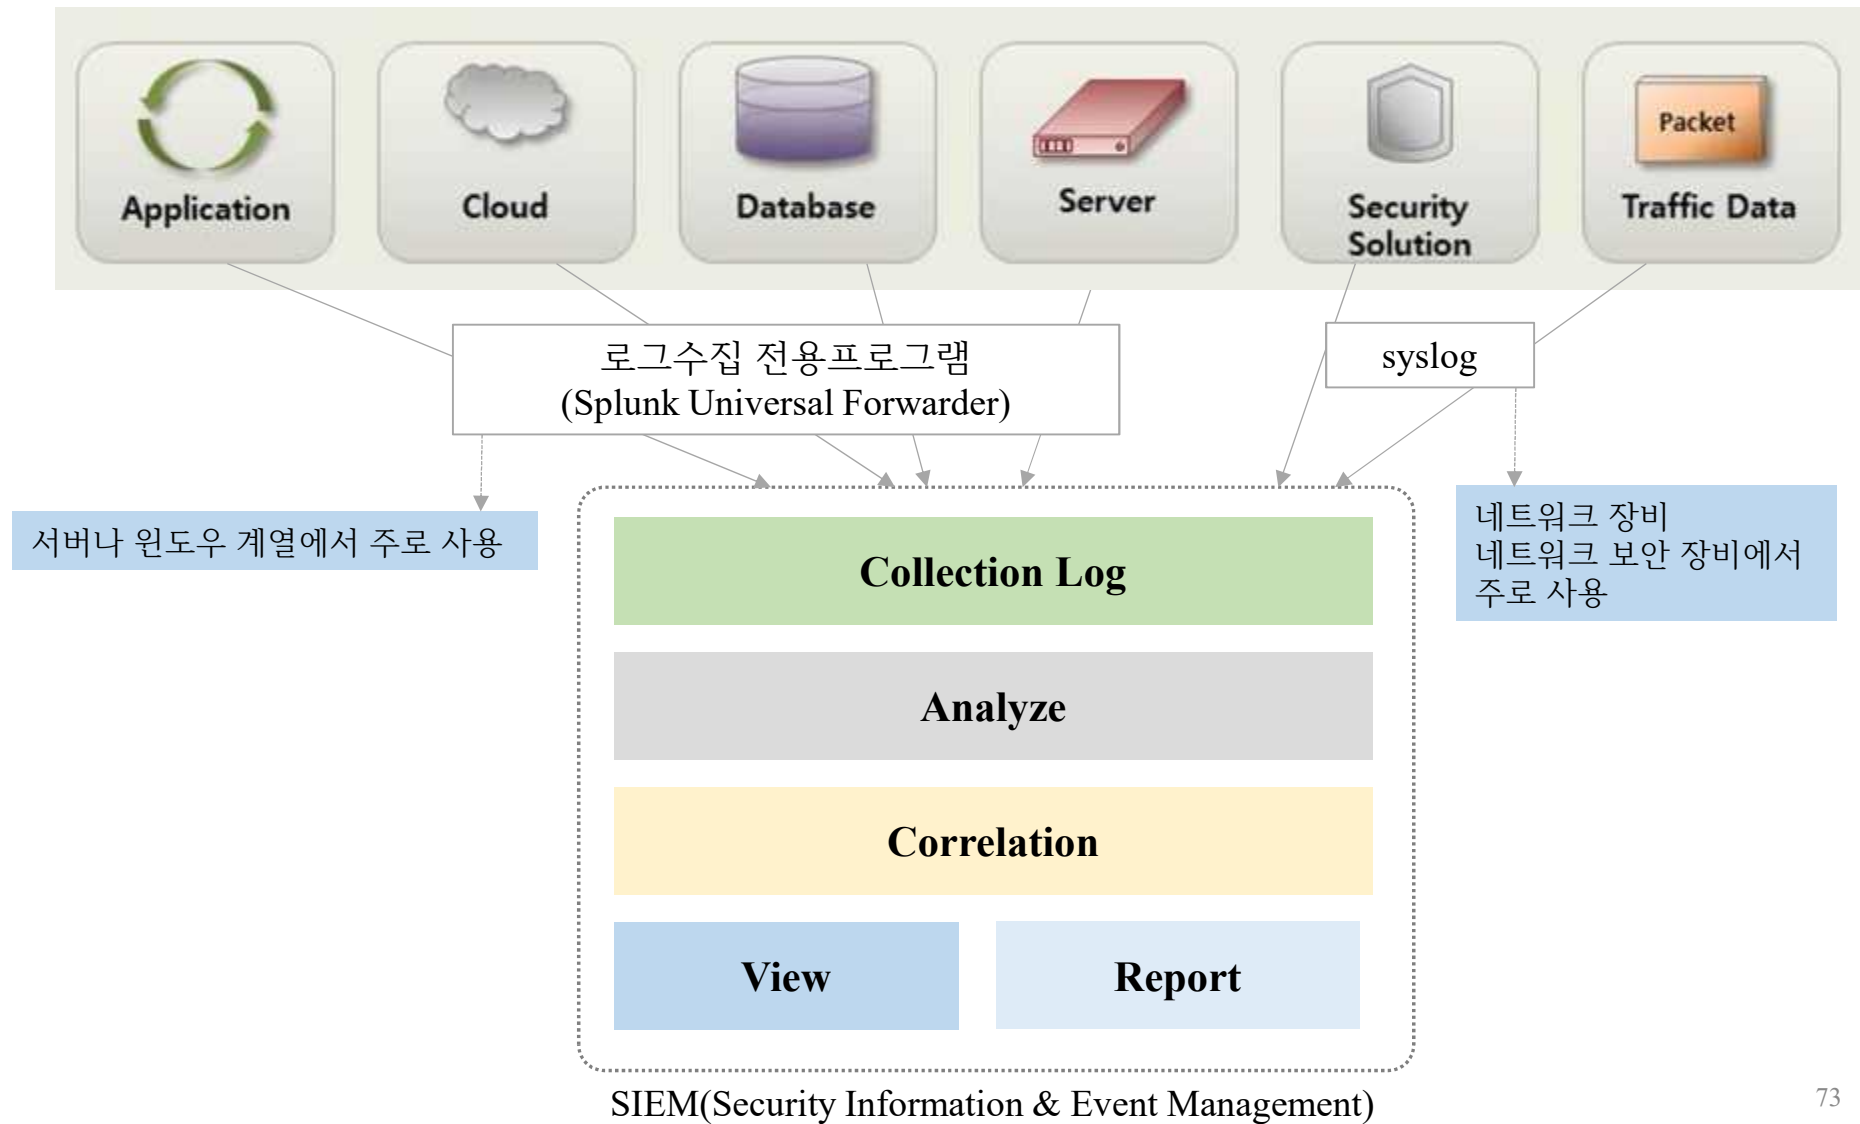 Application
Cloud
Database
Server
Security
Solution
Packet
Traffic Data
로그수집 전용프로그램
(Splunk Universal Forwarder)
syslog
서버나 윈도우 계열에서 주로 사용
네트워크 장비
네트워크 보안 장비에서
주로 사용
Collection Log
Analyze
Correlation
View
Report
SIEM(Security Information & Event Management)
73